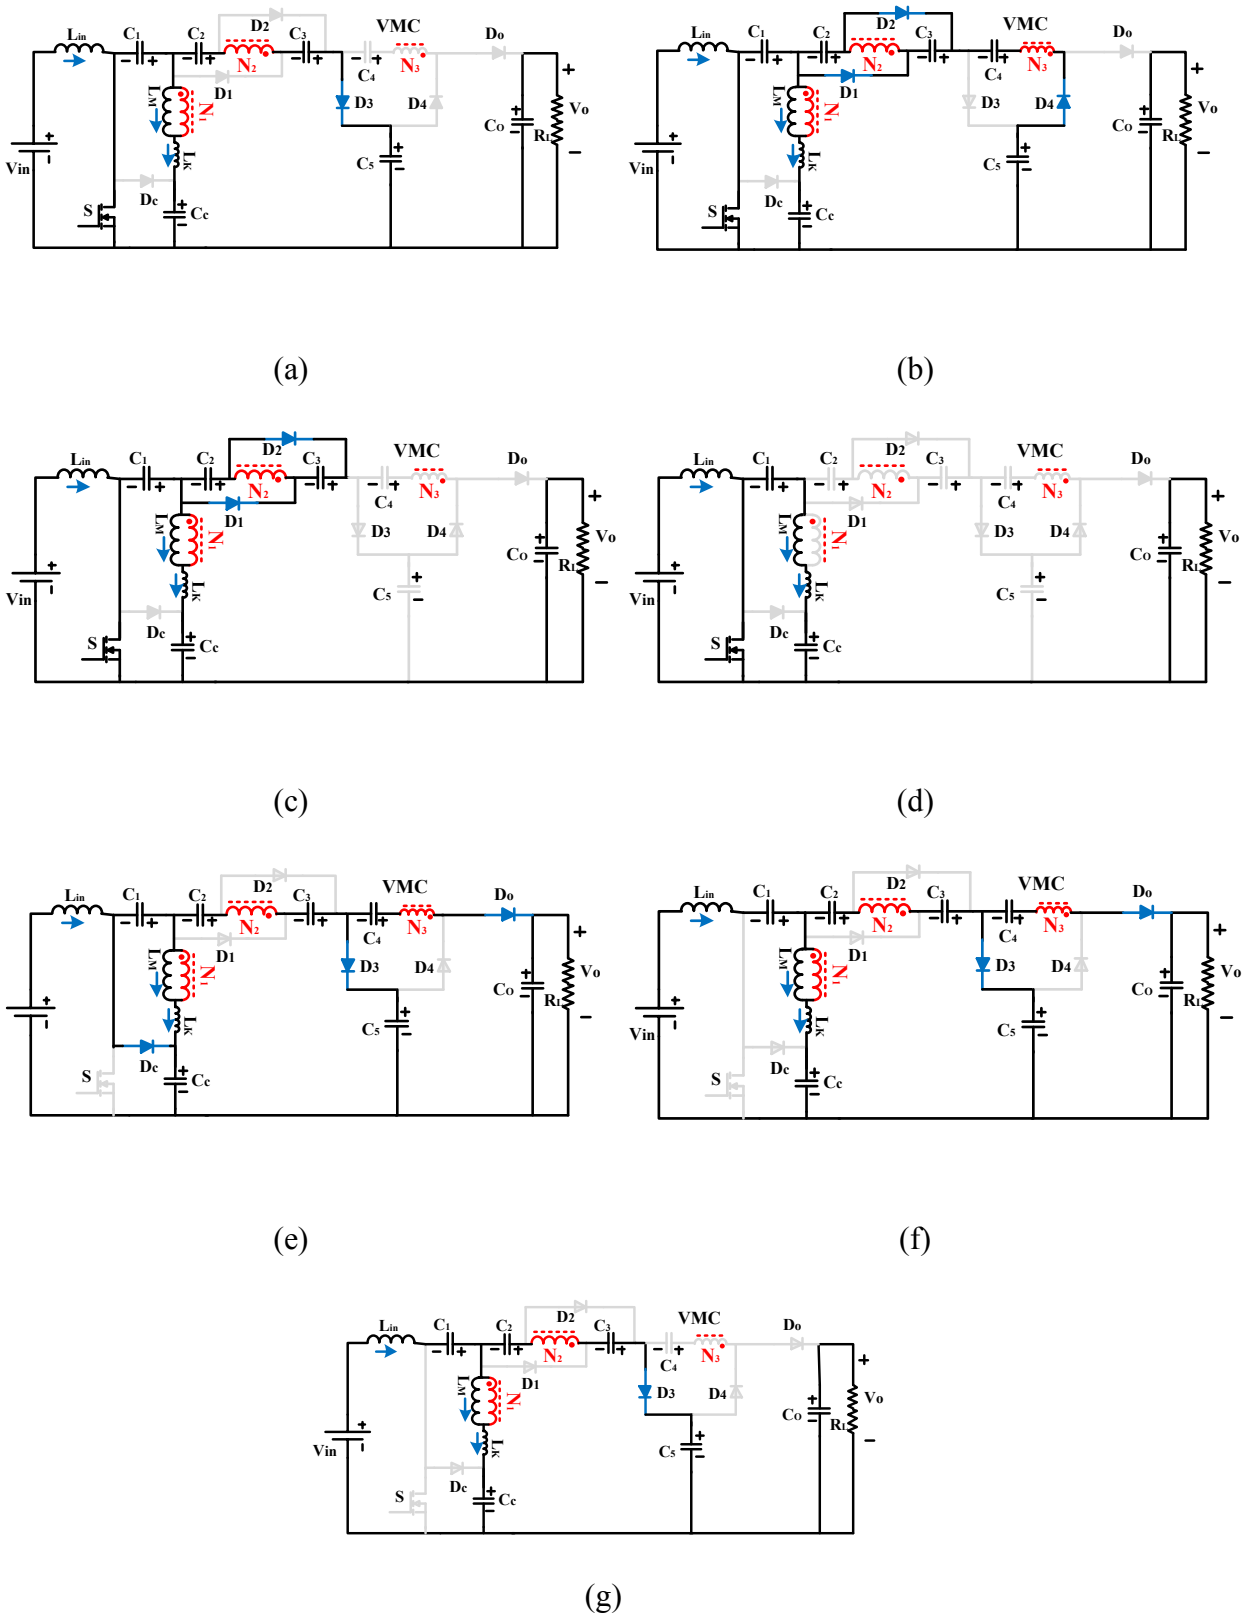 Lin C1 C2 D2 C3 VMC Do
N2 D1 C4 N3
LM N1 D3 D4 Co Vo RL
Vin LK C5
S Dc Cc
(a)
Lin C1 C2 D2 C3 VMC Do
N2 D1 C4 N3
LM N1 D3 D4 Co Vo RL
Vin LK C5
S Dc Cc
(b)
Lin C1 C2 D2 C3 VMC Do
N2 D1 C4 N3
LM N1 D3 D4 Co Vo RL
Vin LK C5
S Dc Cc
(c)
Lin C1 C2 D2 C3 VMC Do
N2 D1 C4 N3
LM N1 D3 D4 Co Vo RL
Vin LK C5
S Dc Cc
(d)
Lin C1 C2 D2 C3 VMC Do
N2 D1 C4 N3
LM N1 D3 D4 Co Vo RL
Vin LK C5
S Dc Cc
(e)
Lin C1 C2 D2 C3 VMC Do
N2 D1 C4 N3
LM N1 D3 D4 Co Vo RL
Vin LK C5
S Dc Cc
(f)
Lin C1 C2 D2 C3 VMC Do
N2 D1 C4 N3
LM N1 D3 D4 Co Vo RL
Vin LK C5
S Dc Cc
(g)